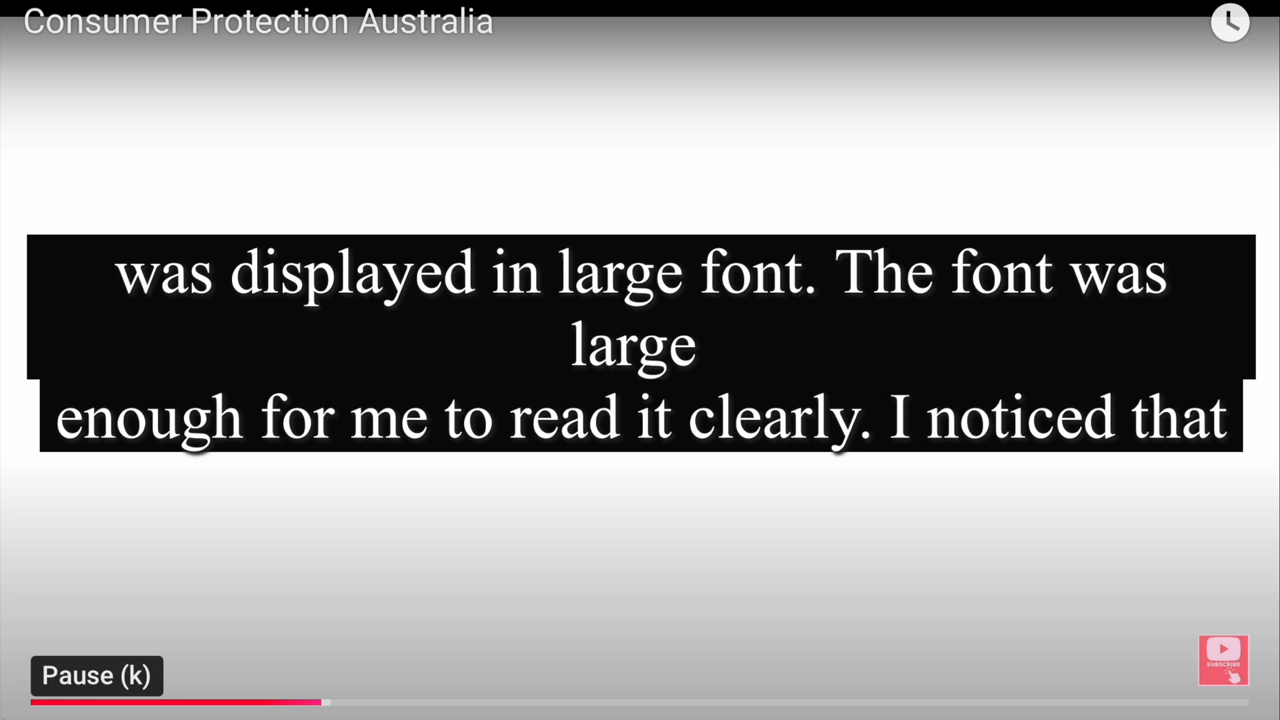 Consumer Protection Australia
was displayed in large font. The font was
large
enough for me to read it clearly. I noticed that
SUBSCRIBE
Pause (k)